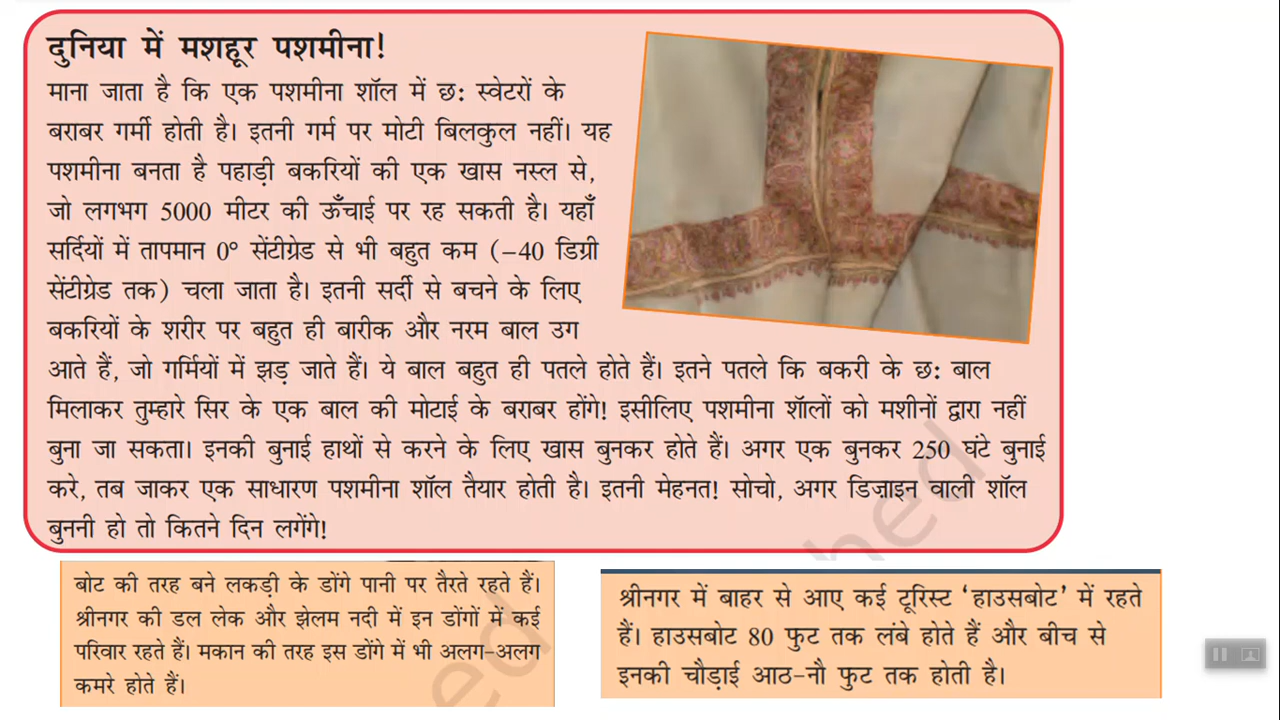 दुनिया में मशहूर पशमीना!
माना जाता है कि एक पशमीना शॉल में छ: स्वेटरों के
बराबर गर्मी होती है। इतनी गर्म पर मोटी बिलकुल नहीं। यह
पशमीना बनता है पहाड़ी बकरियों की एक खास नस्ल से,
जो लगभग 5000 मीटर की ऊँचाई पर रह सकती है। यहाँ
सर्दियों में तापमान 0° सेंटीग्रेड से भी बहुत कम (–40 डिग्री
सेंटीग्रेड तक) चला जाता है। इतनी सर्दी से बचने के लिए
बकरियों के शरीर पर बहुत ही बारीक और नरम बाल उग
आते हैं, जो गर्मियों में झड़ जाते हैं। ये बाल बहुत ही पतले होते हैं। इतने पतले कि बकरी के छ: बाल
मिलाकर तुम्हारे सिर के एक बाल की मोटाई के बराबर होंगे! इसीलिए पशमीना शॉलों को मशीनों द्वारा नहीं
बुना जा सकता। इनकी बुनाई हाथों से करने के लिए खास बुनकर होते हैं। अगर एक बुनकर 250 घंटे बुनाई
करे, तब जाकर एक साधारण पशमीना शॉल तैयार होती है। इतनी मेहनत! सोचो, अगर डिज़ाइन वाली शॉल
बुननी हो तो कितने दिन लगेंगे!
बोट की तरह बने लकड़ी के डोंगे पानी पर तैरते रहते हैं।
श्रीनगर की डल लेक और झेलम नदी में इन डोंगों में कई
परिवार रहते हैं। मकान की तरह इस डोंगे में भी अलग-अलग
कमरे होते हैं।
श्रीनगर में बाहर से आए कई टूरिस्ट ‘हाउसबोट’ में रहते
हैं। हाउसबोट 80 फुट तक लंबे होते हैं और बीच से
इनकी चौड़ाई आठ-नौ फुट तक होती है।